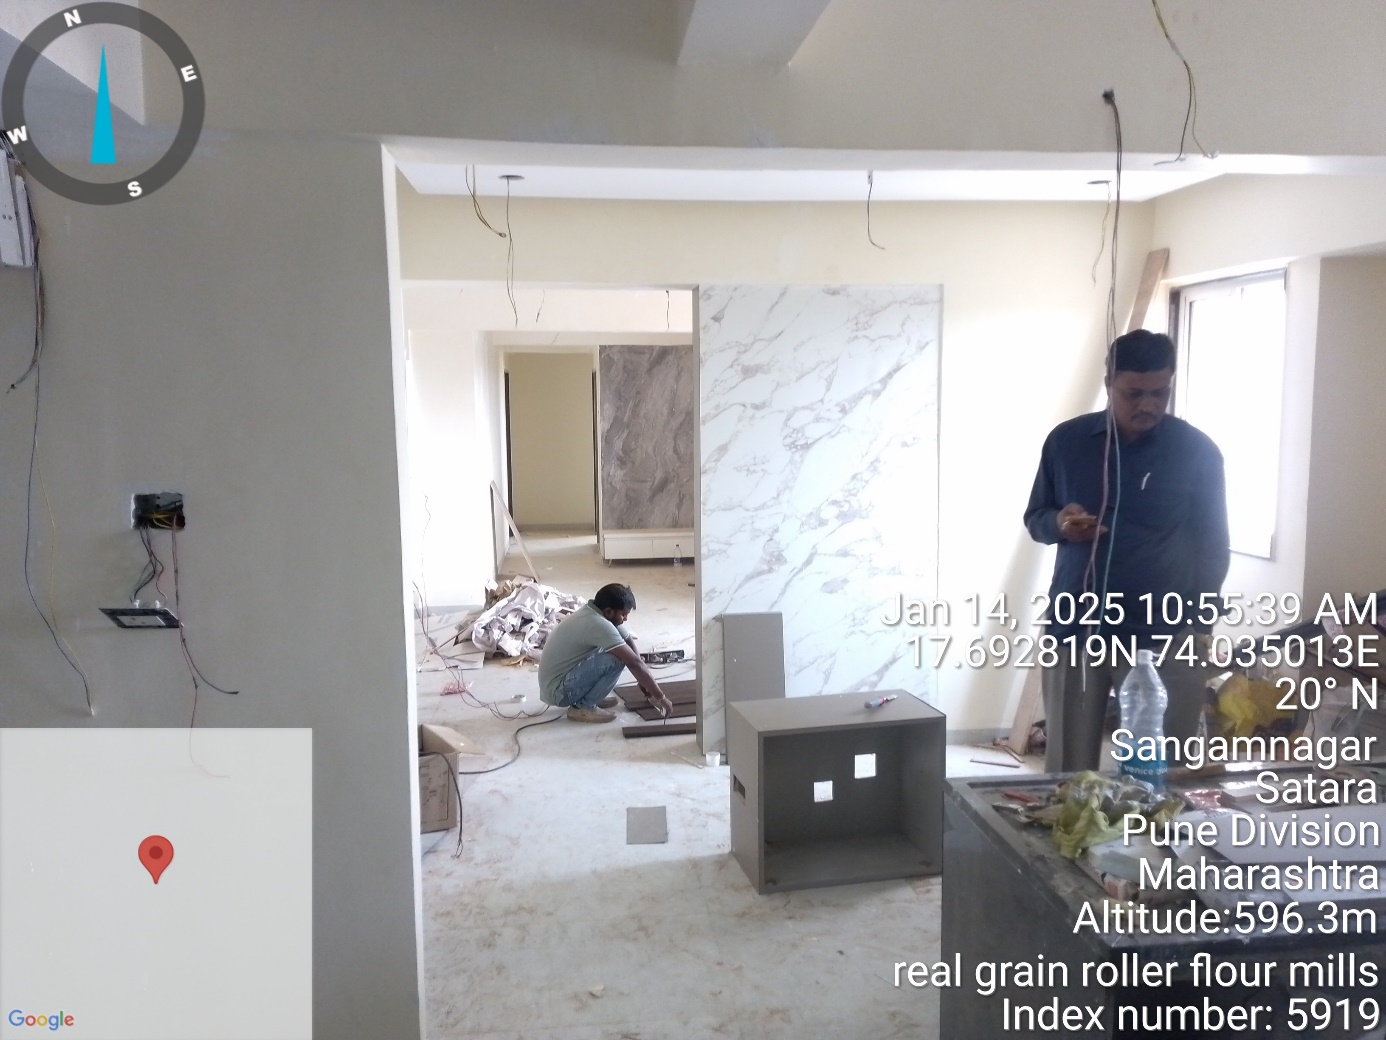 N
E
W
S
Jan 14, 2025 10:55:39 AM
17.692819N 74.035013E
20° N
Sangamnagar
Satara
Pune Division
Maharashtra
Altitude:596.3m
real grain roller flour mills
Index number: 5919
Google